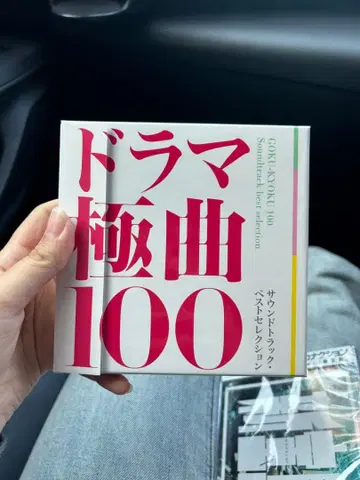 ドラマ
極曲
100
GOKU-KYOKU 100
Soundtrack best selection
サウンドトラック・
ベストセレクション